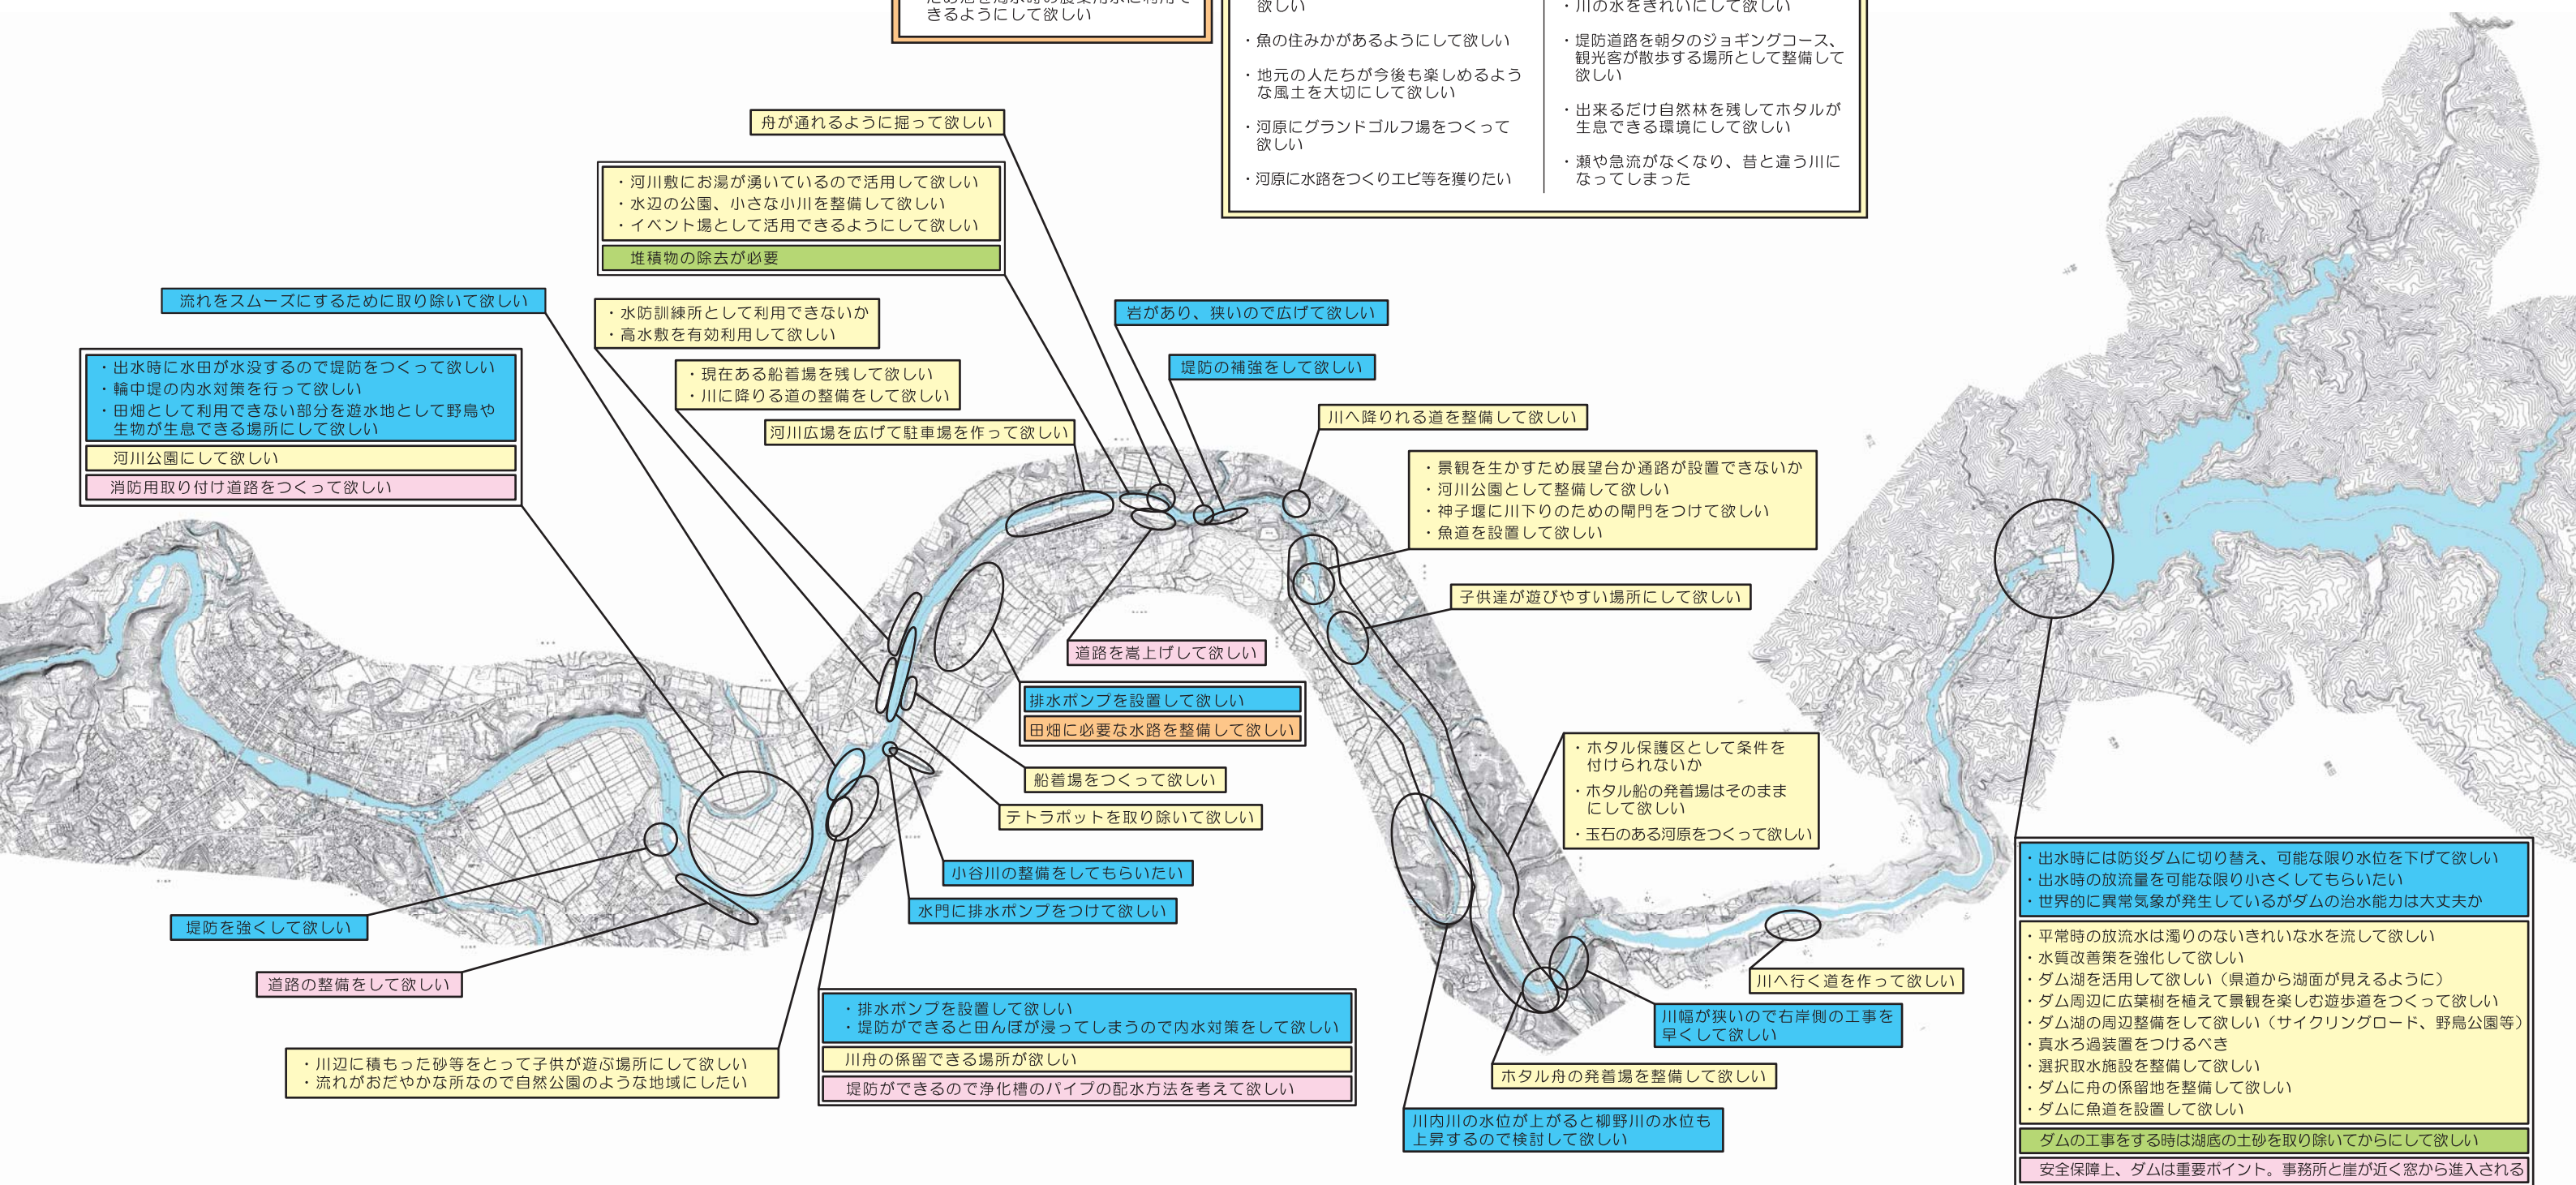 きるようにして欲しい
欲しい
・魚の住みかがあるようにして欲しい
・地元の人たちが今後も楽しめるよう
な風土を大切にして欲しい
・河原にグランドゴルフ場をつくって
欲しい
・河原に水路をつくりエビ等を獲りたい
・川の水をきれいにして欲しい
・堤防道路を朝夕のジョギングコース、
観光客が散歩する場所として整備して
欲しい
・出来るだけ自然林を残してホタルが
生息できる環境にして欲しい
・瀬や急流がなくなり、昔と違う川に
なってしまった
舟が通れるように掘って欲しい
・河川敷にお湯が湧いているので活用して欲しい
・水辺の公園、小さな小川を整備して欲しい
・イベント場として活用できるようにして欲しい
堆積物の除去が必要
流れをスムーズにするために取り除いて欲しい
・水防訓練所として利用できないか
・高水敷を有効利用して欲しい
岩があり、狭いので広げて欲しい
・出水時に水田が水没するので堤防をつくって欲しい
・輪中堤の内水対策を行って欲しい
・田畑として利用できない部分を遊水地として野鳥や
生物が生息できる場所にして欲しい
河川公園にして欲しい
消防用取り付け道路をつくって欲しい
・現在ある船着場を残して欲しい
・川に降りる道の整備をして欲しい
堤防の補強をして欲しい
河川広場を広げて駐車場を作って欲しい
川へ降りれる道を整備して欲しい
・景観を生かすため展望台か通路が設置できないか
・河川公園として整備して欲しい
・神子堰に川下りのための閘門をつけて欲しい
・魚道を設置して欲しい
子供達が遊びやすい場所にして欲しい
道路を嵩上げして欲しい
排水ポンプを設置して欲しい
田畑に必要な水路を整備して欲しい
・ホタル保護区として条件を
付けられないか
・ホタル船の発着場はそのまま
にして欲しい
・玉石のある河原をつくって欲しい
船着場をつくって欲しい
テトラポットを取り除いて欲しい
小谷川の整備をしてもらいたい
水門に排水ポンプをつけて欲しい
堤防を強くして欲しい
道路の整備をして欲しい
・出水時には防災ダムに切り替え、可能な限り水位を下げて欲しい
・出水時の放流量を可能な限り小さくしてもらいたい
・世界的に異常気象が発生しているがダムの治水能力は大丈夫か
・平常時の放流水は濁りのないきれいな水を流して欲しい
・水質改善策を強化して欲しい
・ダム湖を活用して欲しい（県道から湖面が見えるように）
・ダム周辺に広葉樹を植えて景観を楽しむ遊歩道をつくって欲しい
・ダム湖の周辺整備をして欲しい（サイクリングロード、野鳥公園等）
・真水ろ過装置をつけるべき
・選択取水施設を整備して欲しい
・ダムに舟の係留地を整備して欲しい
・ダムに魚道を設置して欲しい
ダムの工事をする時は湖底の土砂を取り除いてからにして欲しい
安全保障上、ダムは重要ポイント。事務所と崖が近く窓から進入される
川へ行く道を作って欲しい
川幅が狭いので右岸側の工事を
早くして欲しい
・排水ポンプを設置して欲しい
・堤防ができると田んぼが浸ってしまうので内水対策をして欲しい
川舟の係留できる場所が欲しい
堤防ができるので浄化槽のパイプの配水方法を考えて欲しい
・川辺に積もった砂等をとって子供が遊ぶ場所にして欲しい
・流れがおだやかな所なので自然公園のような地域にしたい
ホタル舟の発着場を整備して欲しい
川内川の水位が上がると柳野川の水位も
上昇するので検討して欲しい